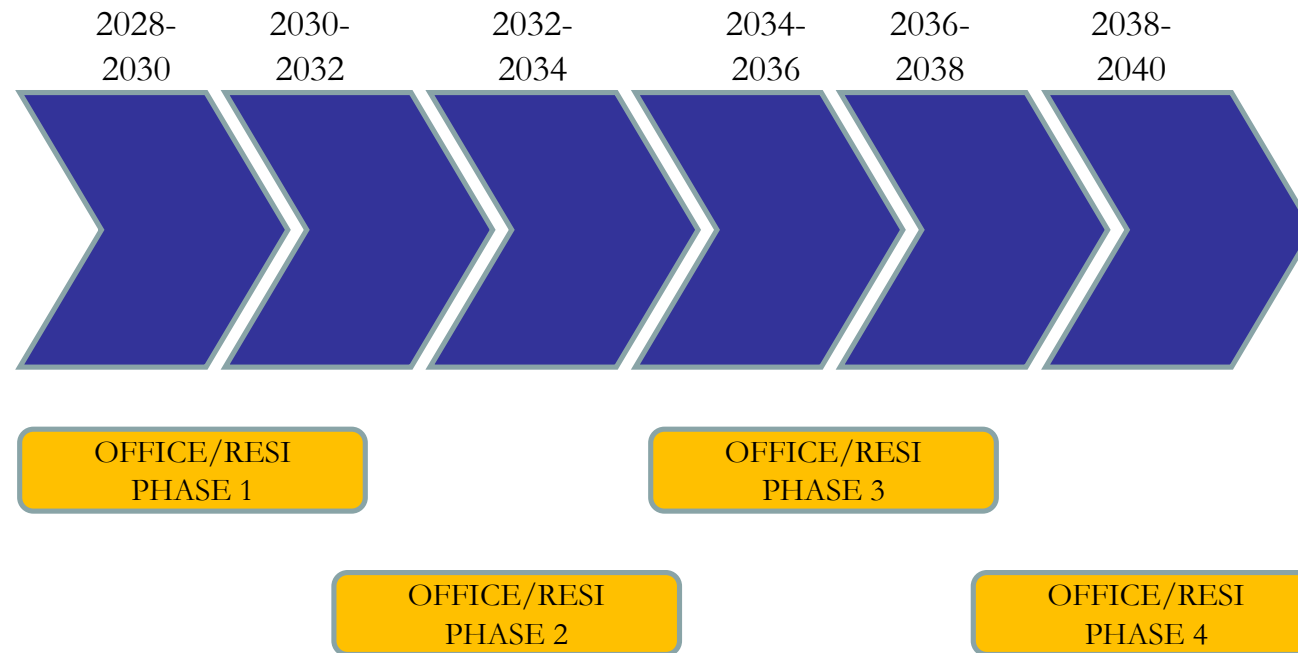 2028-
2030
2030-
2032
2032-
2034
2034-
2036
2036-
2038
2038-
2040
OFFICE/RESI
PHASE 1
OFFICE/RESI
PHASE 3
OFFICE/RESI
PHASE 2
OFFICE/RESI
PHASE 4